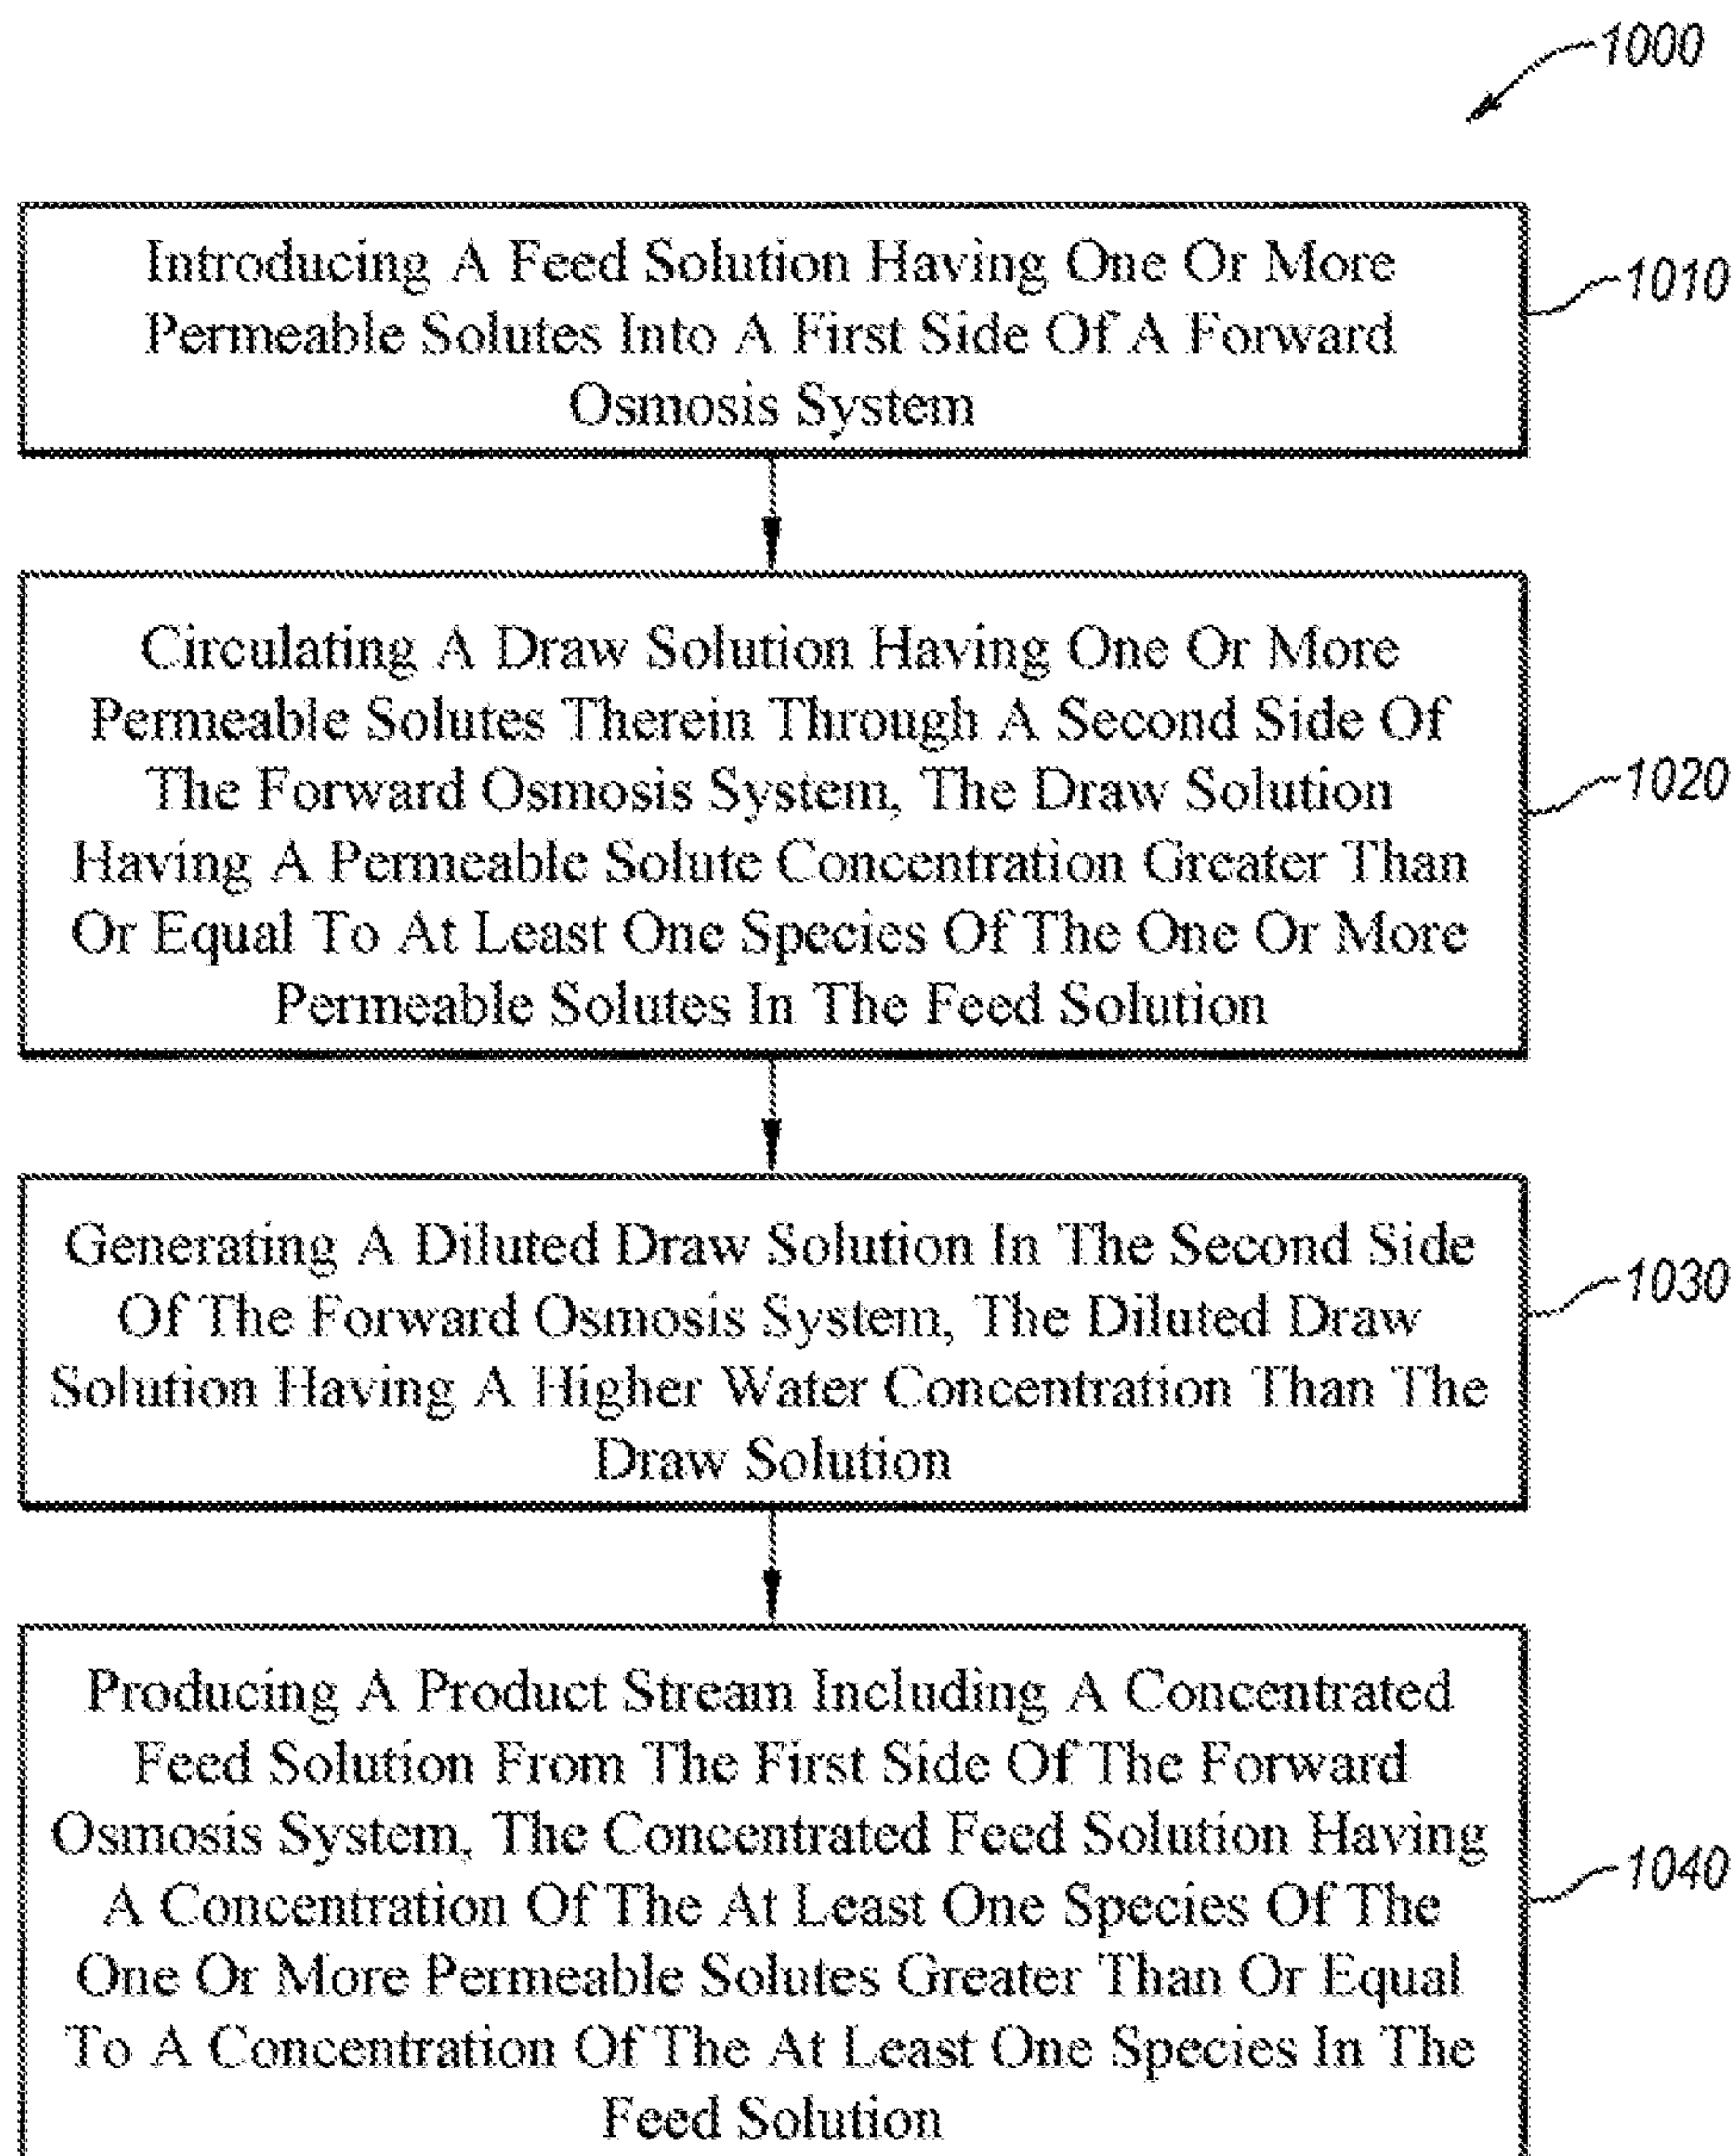 1000
Introducing A Feed Solution Having One Or More
Permeable Solutes Into A First Side Of A Forward
Osmosis System
1010
Circulating A Draw Solution Having One Or More
Permeable Solutes Therein Through A Second Side Of
The Forward Osmosis System, The Draw Solution
Having A Permeable Solute Concentration Greater Than
Or Equal To At Least One Species Of The One Or More
Permeable Solutes In The Feed Solution
1020
Generating A Diluted Draw Solution In The Second Side
Of The Forward Osmosis System, The Diluted Draw
Solution Having A Higher Water Concentration Than The
Draw Solution
1030
Producing A Product Stream Including A Concentrated
Feed Solution From The First Side Of The Forward
Osmosis System, The Concentrated Feed Solution Having
A Concentration Of The At Least One Species Of The
One Or More Permeable Solutes Greater Than Or Equal
To A Concentration Of The At Least One Species In The
Feed Solution
1040